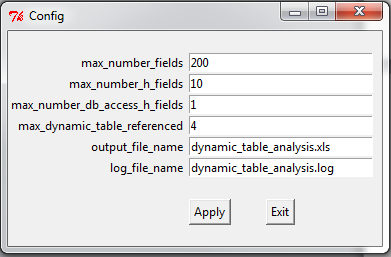 Config
max_number_fields 200
max_number_h_fields 10
max_number_db_access_h_fields 1
max_dynamic_table_referenced 4
output_file_name dynamic_table_analysis.xls
log_file_name dynamic_table_analysis.log
Apply Exit